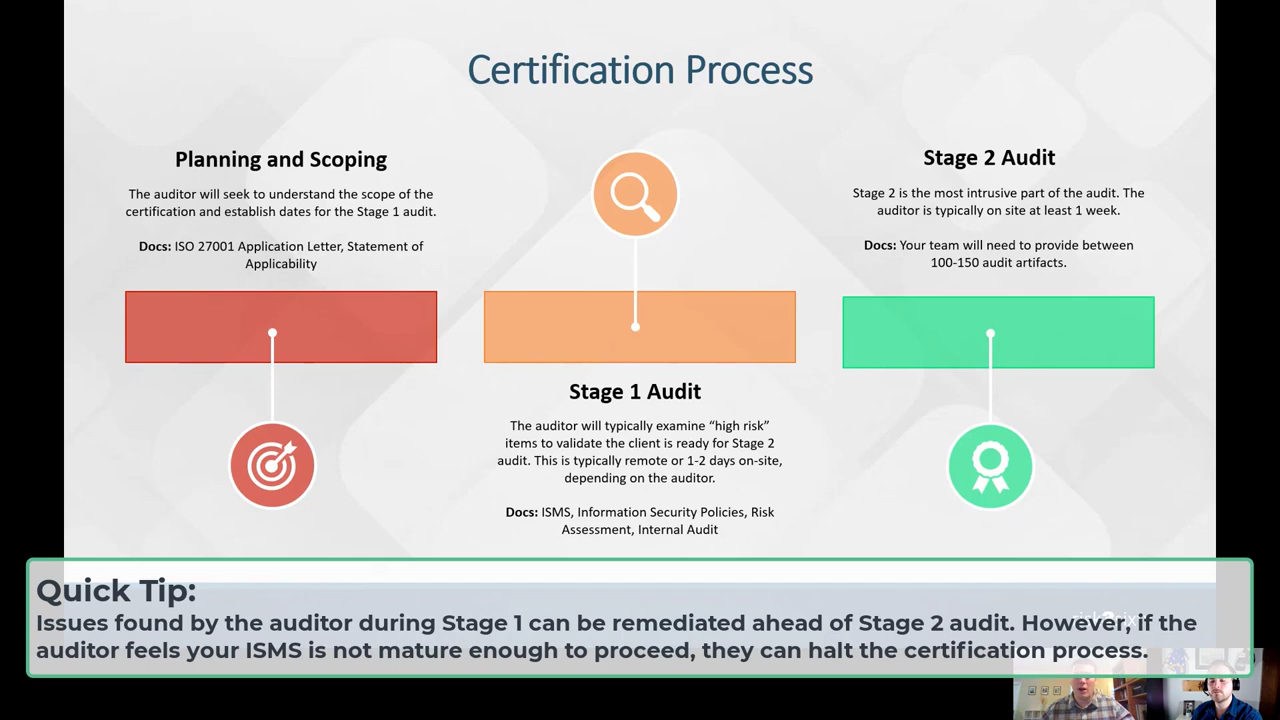 Certification Process
Planning and Scoping
The auditor will seek to understand the scope of the
certification and establish dates for the Stage 1 audit.
Docs: ISO 27001 Application Letter, Statement of
Applicability
Stage 1 Audit
The auditor will typically examine “high risk”
items to validate the client is ready for Stage 2
audit. This is typically remote or 1-2 days on-site,
depending on the auditor.
Docs: ISMS, Information Security Policies, Risk
Assessment, Internal Audit
Stage 2 Audit
Stage 2 is the most intrusive part of the audit. The
auditor is typically on site at least 1 week.
Docs: Your team will need to provide between
100-150 audit artifacts.
Quick Tip:
Issues found by the auditor during Stage 1 can be remediated ahead of Stage 2 audit. However, if the
auditor feels your ISMS is not mature enough to proceed, they can halt the certification process.